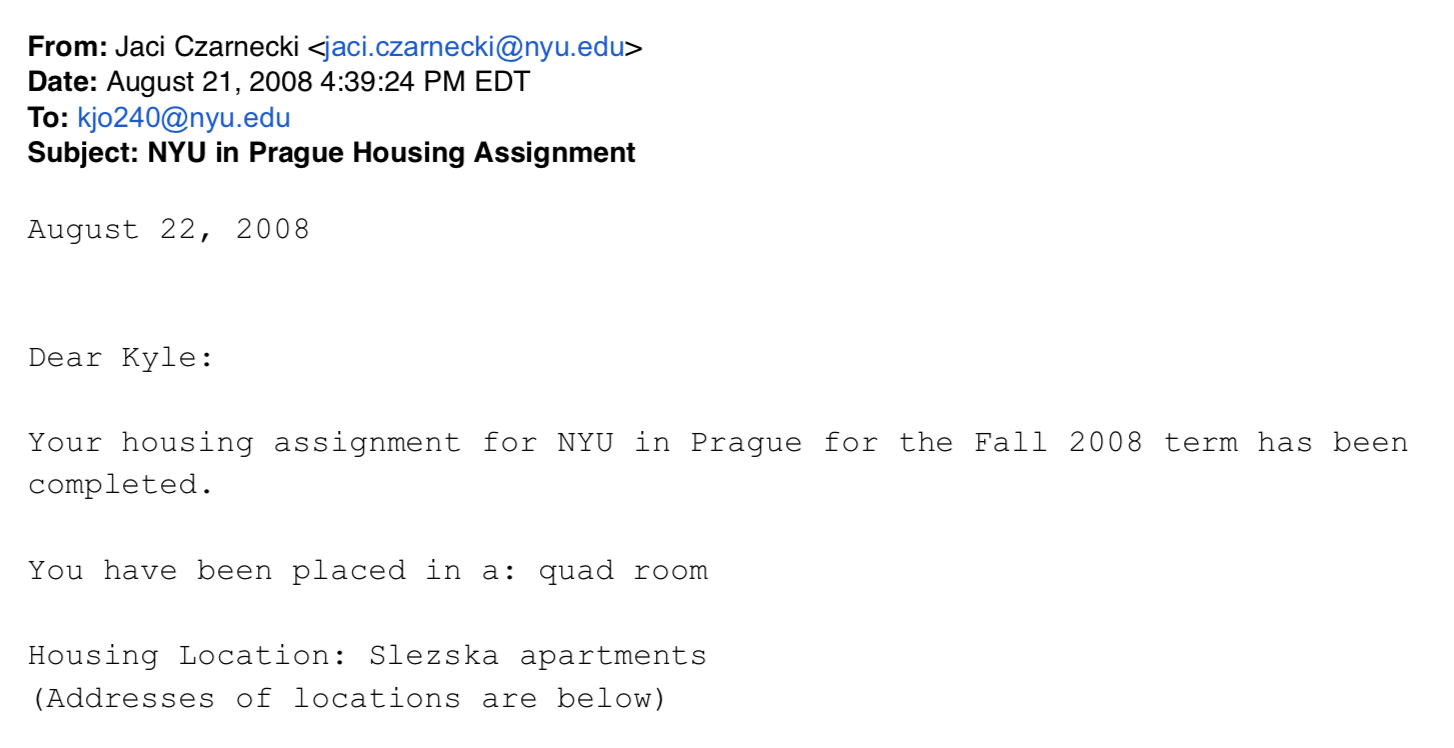 From: Jaci Czarnecki <jaci.czarnecki@nyu.edu>
Date: August 21, 2008 4:39:24 PM EDT
To: kjo240@nyu.edu
Subject: NYU in Prague Housing Assignment
August 22, 2008
Dear Kyle:
Your housing assignment for NYU in Prague for the Fall 2008 term has been
completed.
You have been placed in a: quad room
Housing Location: Slezska apartments
(Addresses of locations are below)